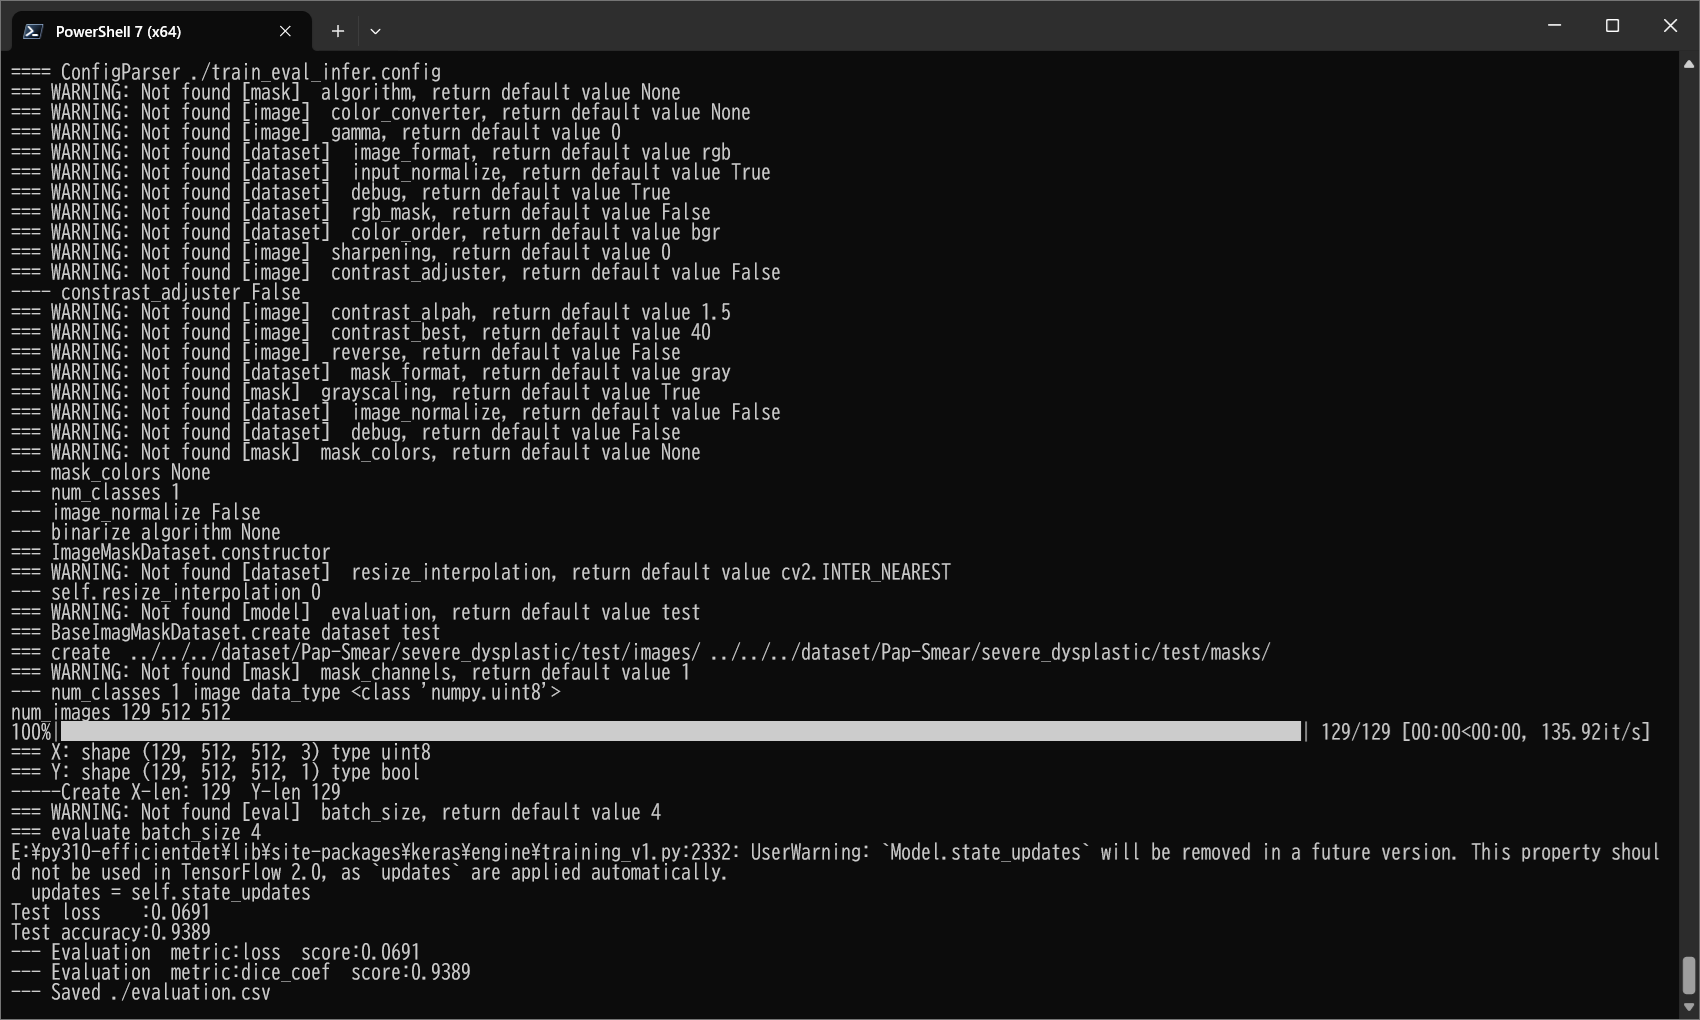 PowerShell 7 (x64)
==== ConfigParser ./train_eval_infer.config
=== WARNING: Not found [mask]  algorithm, return default value None
=== WARNING: Not found [image]  color_converter, return default value None
=== WARNING: Not found [image]  gamma, return default value 0
=== WARNING: Not found [dataset]  image_format, return default value rgb
=== WARNING: Not found [dataset]  input_normalize, return default value True
=== WARNING: Not found [dataset]  debug, return default value True
=== WARNING: Not found [dataset]  rgb_mask, return default value False
=== WARNING: Not found [dataset]  color_order, return default value bgr
=== WARNING: Not found [image]  sharpening, return default value 0
=== WARNING: Not found [image]  contrast_adjuster, return default value False
---- constrast_adjuster False
=== WARNING: Not found [image]  contrast_alpah, return default value 1.5
=== WARNING: Not found [image]  contrast_best, return default value 40
=== WARNING: Not found [image]  reverse, return default value False
=== WARNING: Not found [dataset]  mask_format, return default value gray
=== WARNING: Not found [mask]  grayscaling, return default value True
=== WARNING: Not found [dataset]  image_normalize, return default value False
=== WARNING: Not found [dataset]  debug, return default value False
=== WARNING: Not found [mask]  mask_colors, return default value None
--- mask_colors None
--- num_classes 1
--- image_normalize False
--- binarize algorithm None
=== ImageMaskDataset.constructor
=== WARNING: Not found [dataset]  resize_interpolation, return default value cv2.INTER_NEAREST
--- self.resize_interpolation 0
=== WARNING: Not found [model]  evaluation, return default value test
=== BaseImagMaskDataset.create dataset test
=== create  ../../../dataset/Pap-Smear/severe_dysplastic/test/images/ ../../../dataset/Pap-Smear/severe_dysplastic/test/masks/
=== WARNING: Not found [mask]  mask_channels, return default value 1
--- num_classes 1 image data_type <class 'numpy.uint8'>
num_images 129 512 512
100%| | 129/129 [00:00<00:00, 135.92it/s]
=== X: shape (129, 512, 512, 3) type uint8
=== Y: shape (129, 512, 512, 1) type bool
-----Create X-len: 129  Y-len 129
=== WARNING: Not found [eval]  batch_size, return default value 4
=== evaluate batch_size 4
E:¥py310-efficientdet¥lib¥site-packages¥keras¥engine¥training_v1.py:2332: UserWarning: `Model.state_updates` will be removed in a future version. This property shoul
d not be used in TensorFlow 2.0, as `updates` are applied automatically.
  updates = self.state_updates
Test loss    :0.0691
Test accuracy:0.9389
--- Evaluation  metric:loss  score:0.0691
--- Evaluation  metric:dice_coef  score:0.9389
--- Saved ./evaluation.csv